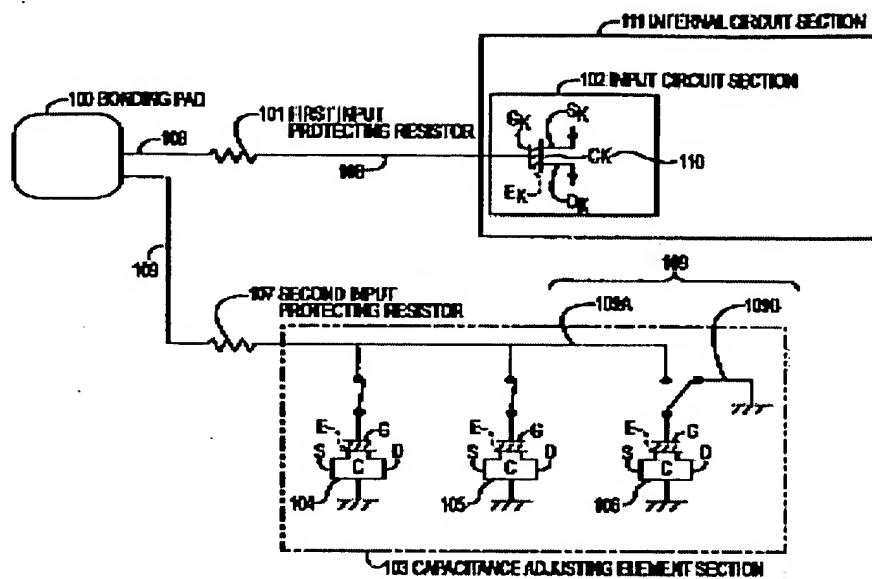 111 INTERNAL CIRCUIT SECTION
102 INPUT CIRCUIT SECTION
100 BONDING PAD
101 FIRST INPUT
PROTECTING RESISTOR
108
108
GK
SK
CK
110
EK
DK
109
109
107 SECOND INPUT
PROTECTING RESISTOR
109A
E
G
S
C
D
104
E
G
S
C
D
105
E
G
S
C
D
106
103 CAPACITANCE ADJUSTING ELEMENT SECTION